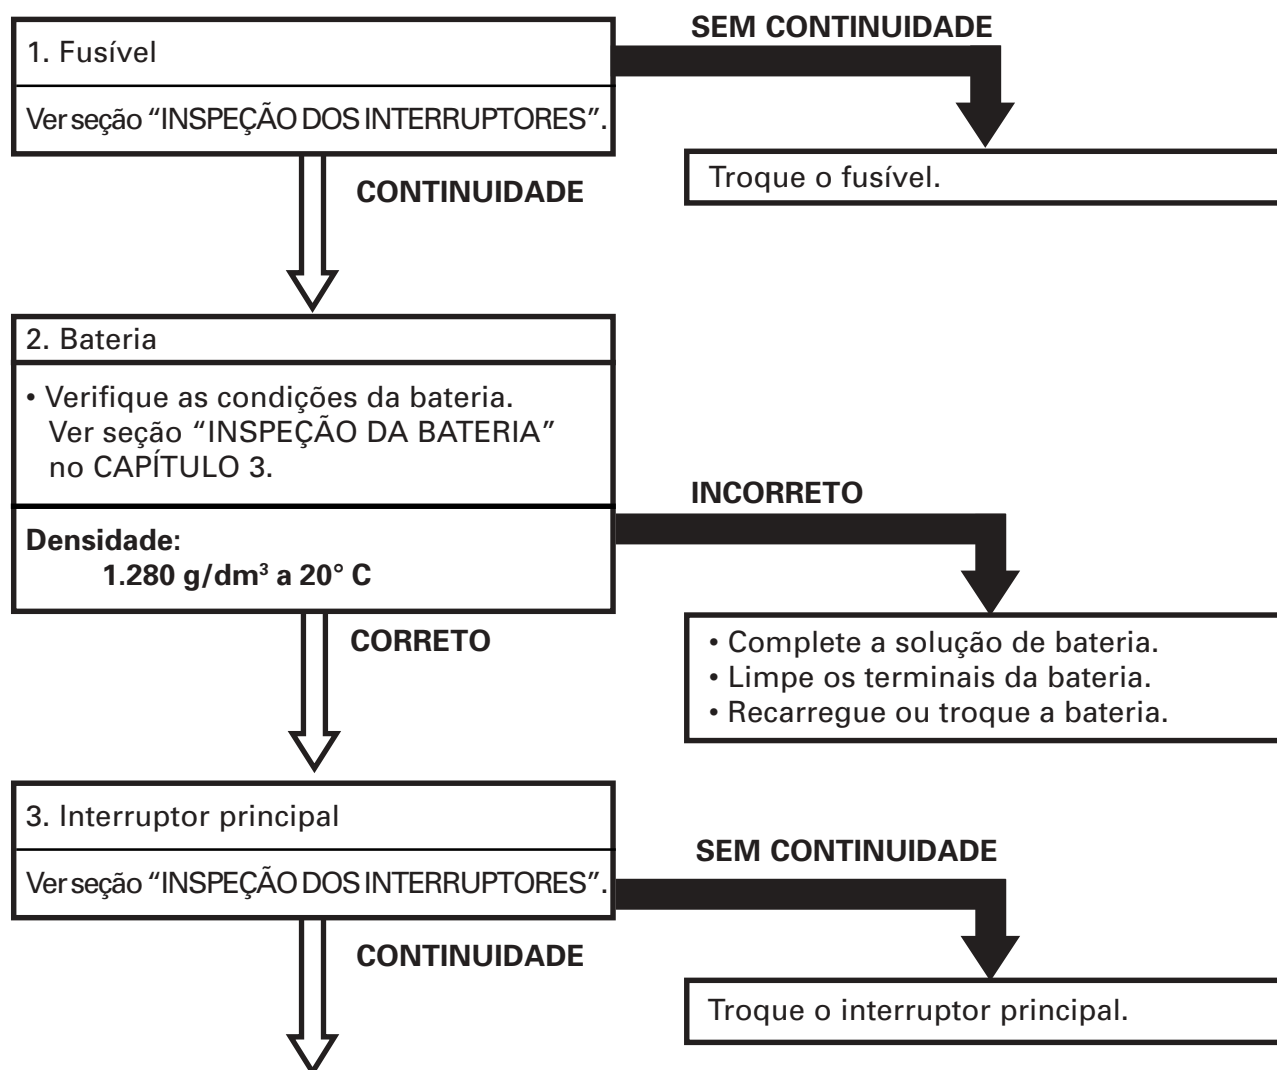 SEM CONTINUIDADE
1. Fusível
Ver seção “INSPEÇÃO DOS INTERRUPTORES”.
Troque o fusível.
CONTINUIDADE
2. Bateria
• Verifique as condições da bateria.
Ver seção “INSPEÇÃO DA BATERIA”
no CAPÍTULO 3.
INCORRETO
Densidade:
1.280 g/dm³ a 20° C
CORRETO
• Complete a solução de bateria.
• Limpe os terminais da bateria.
• Recarregue ou troque a bateria.
3. Interruptor principal
SEM CONTINUIDADE
Ver seção “INSPEÇÃO DOS INTERRUPTORES”.
CONTINUIDADE
Troque o interruptor principal.